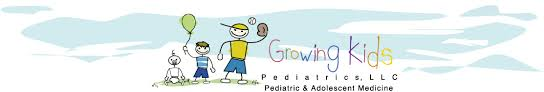 Growing Kids
Pediatrics, LLC
Pediatric & Adolescent Medicine